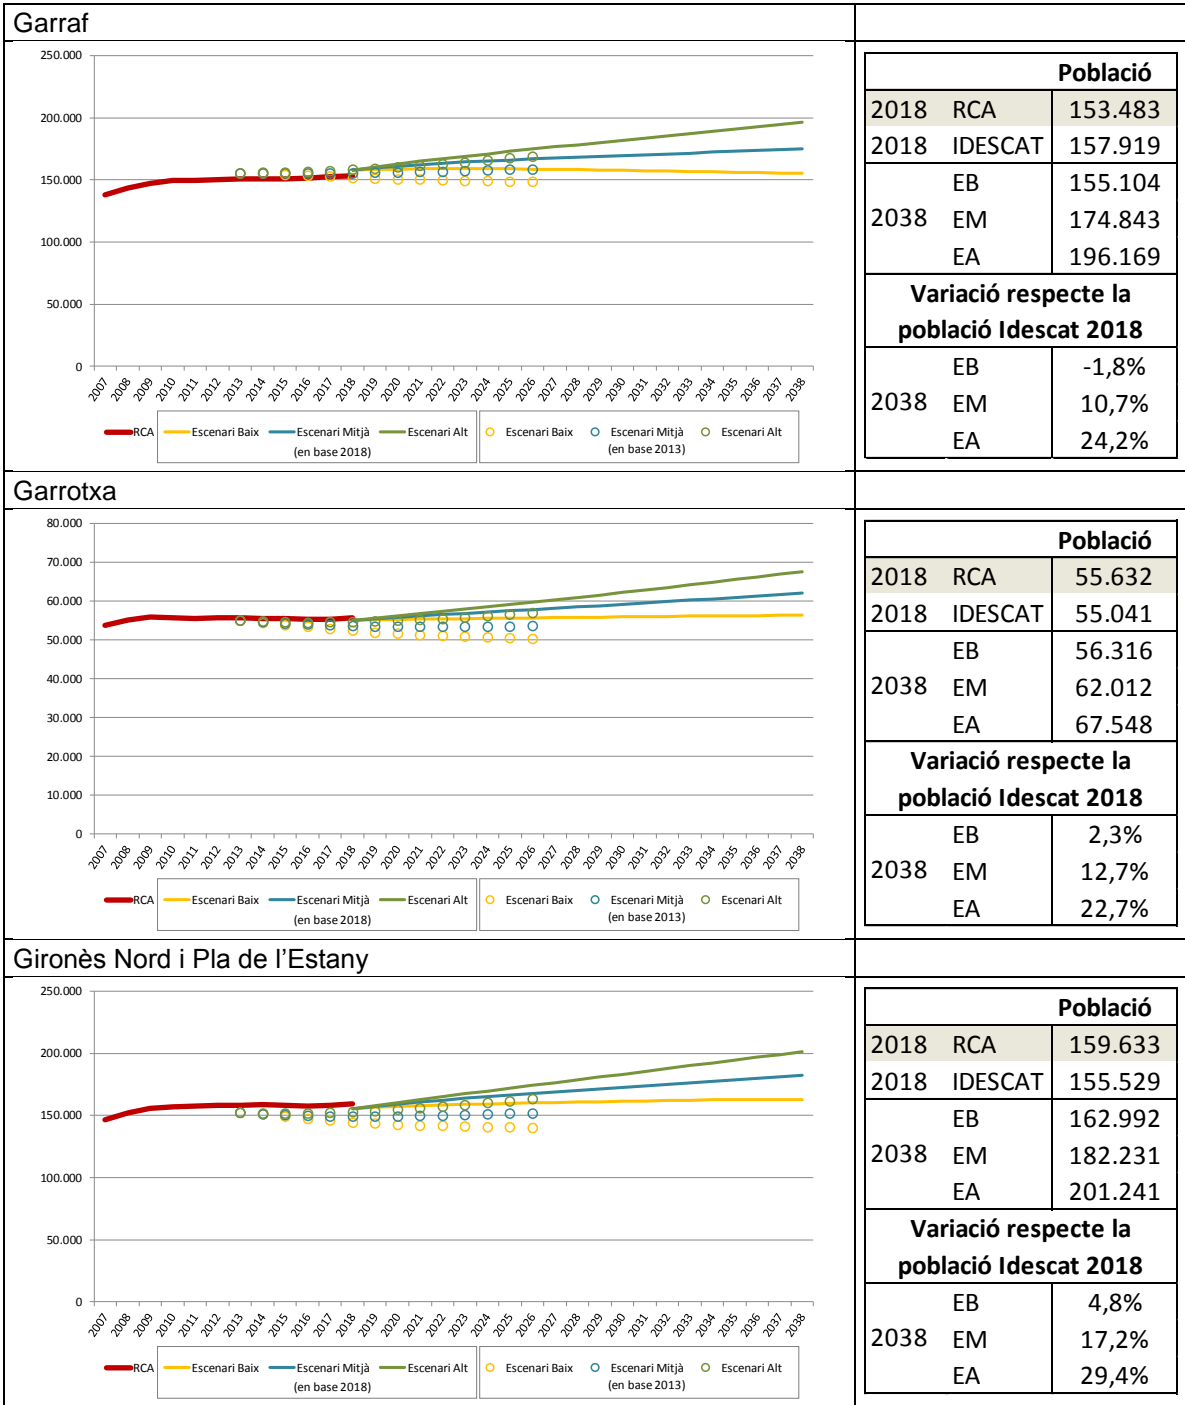 Garraf
250.000
200.000
150.000
100.000
50.000
0
2007 2008 2009 2010 2011 2012 2013 2014 2015 2016 2017 2018 2019 2020 2021 2022 2023 2024 2025 2026 2027 2028 2029 2030 2031 2032 2033 2034 2035 2036 2037 2038
RCA Escenari Baix Escenari Mitjà Escenari Alt Escenari Baix Escenari Mitjà Escenari Alt
(en base 2018) (en base 2013)
Població
2018 RCA 153.483
2018 IDESCAT 157.919
EB 155.104
2038 EM 174.843
EA 196.169
Variació respecte la
població Idescat 2018
EB -1,8%
2038 EM 10,7%
EA 24,2%
Garrotxa
80.000
70.000
60.000
50.000
40.000
30.000
20.000
10.000
0
2007 2008 2009 2010 2011 2012 2013 2014 2015 2016 2017 2018 2019 2020 2021 2022 2023 2024 2025 2026 2027 2028 2029 2030 2031 2032 2033 2034 2035 2036 2037 2038
RCA Escenari Baix Escenari Mitjà Escenari Alt Escenari Baix Escenari Mitjà Escenari Alt
(en base 2018) (en base 2013)
Població
2018 RCA 55.632
2018 IDESCAT 55.041
EB 56.316
2038 EM 62.012
EA 67.548
Variació respecte la
població Idescat 2018
EB 2,3%
2038 EM 12,7%
EA 22,7%
Gironès Nord i Pla de l’Estany
250.000
200.000
150.000
100.000
50.000
0
2007 2008 2009 2010 2011 2012 2013 2014 2015 2016 2017 2018 2019 2020 2021 2022 2023 2024 2025 2026 2027 2028 2029 2030 2031 2032 2033 2034 2035 2036 2037 2038
RCA Escenari Baix Escenari Mitjà Escenari Alt Escenari Baix Escenari Mitjà Escenari Alt
(en base 2018) (en base 2013)
Població
2018 RCA 159.633
2018 IDESCAT 155.529
EB 162.992
2038 EM 182.231
EA 201.241
Variació respecte la
població Idescat 2018
EB 4,8%
2038 EM 17,2%
EA 29,4%